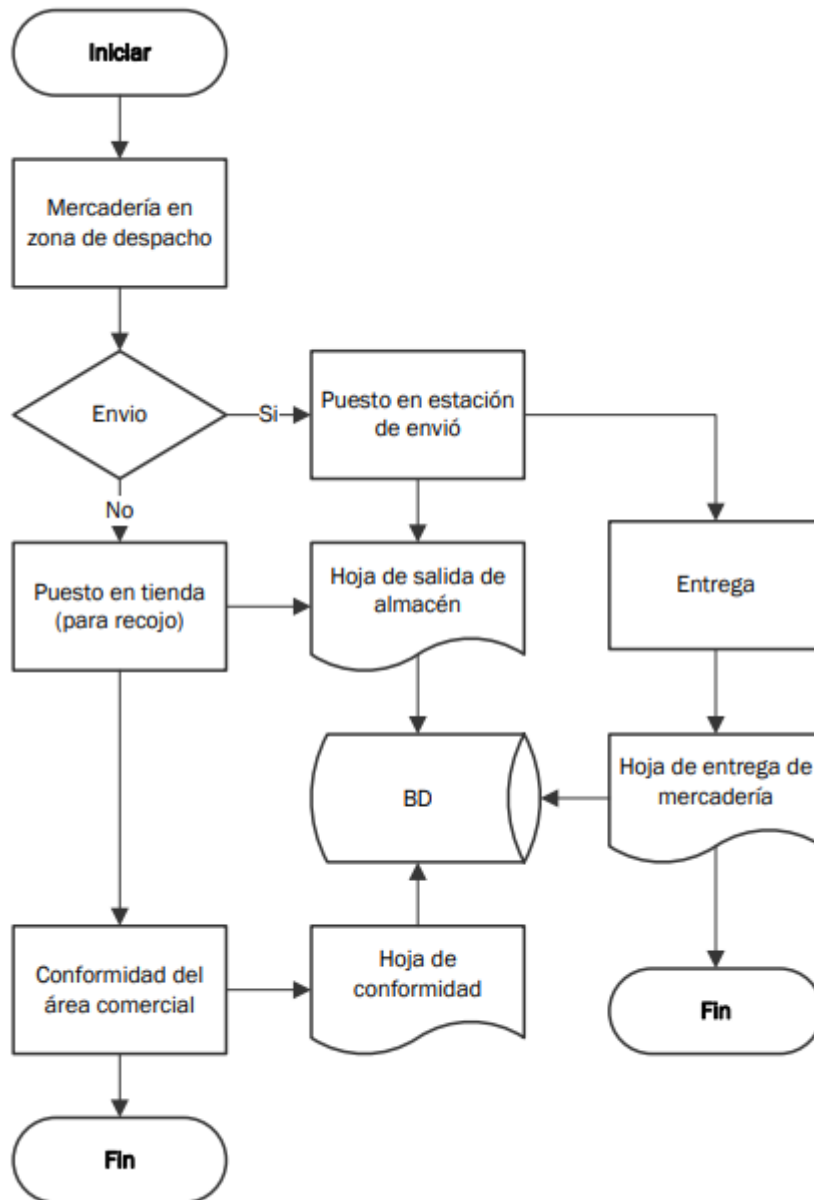 Iniciar
Mercadería en
zona de despacho
Envio
Si
Puesto en estación
de envió
No
Puesto en tienda
(para recojo)
Hoja de salida de
almacén
Entrega
BD
Hoja de entrega de
mercadería
Conformidad del
área comercial
Hoja de
conformidad
Fin
Fin